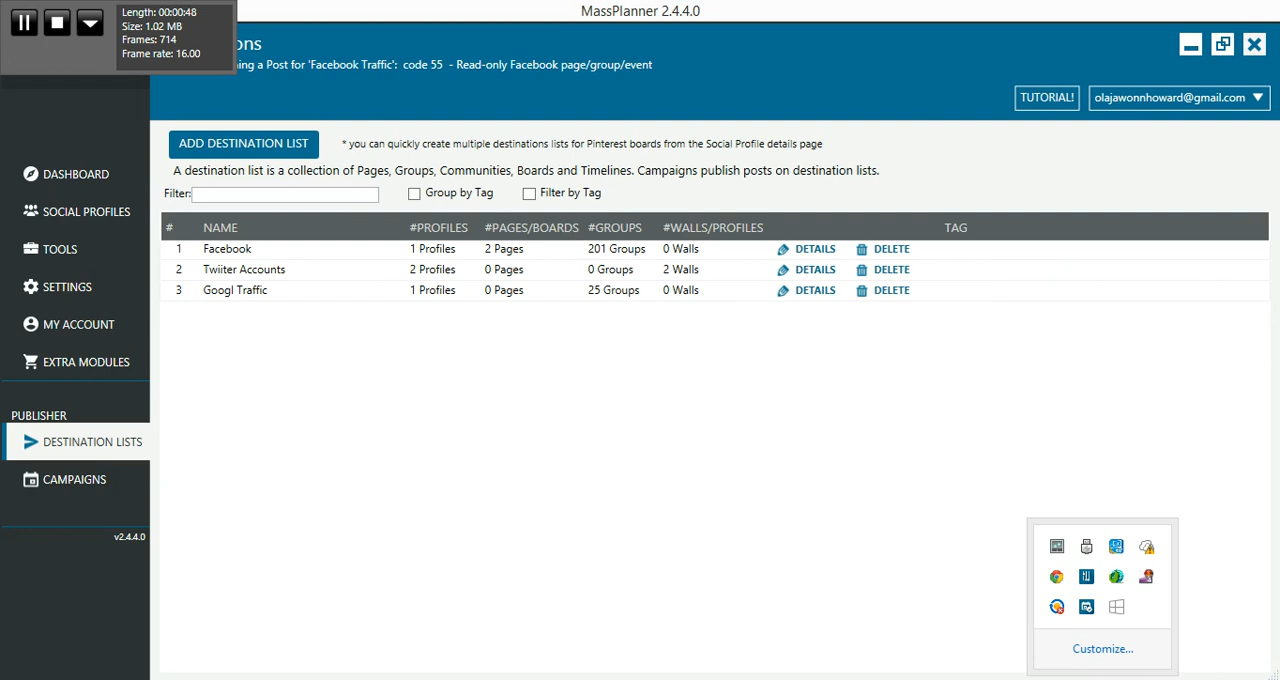 MassPlanner 2.4.4.0
Length: 00:00:48
Size: 1.02 MB
Frames: 714
Frame rate: 16.00
ons
ning a Post for 'Facebook Traffic': code 55 - Read-only Facebook page/group/event
TUTORIAL!
olajawonnhoward@gmail.com
ADD DESTINATION LIST
* you can quickly create multiple destinations lists for Pinterest boards from the Social Profile details page
A destination list is a collection of Pages, Groups, Communities, Boards and Timelines. Campaigns publish posts on destination lists.
Filter: Group by Tag Filter by Tag
# NAME #PROFILES #PAGES/BOARDS #GROUPS #WALLS/PROFILES TAG
1 Facebook 1 Profiles 2 Pages 201 Groups 0 Walls DETAILS DELETE
2 Twiiter Accounts 2 Profiles 0 Pages 0 Groups 2 Walls DETAILS DELETE
3 Googl Traffic 1 Profiles 0 Pages 25 Groups 0 Walls DETAILS DELETE
DASHBOARD
SOCIAL PROFILES
TOOLS
SETTINGS
MY ACCOUNT
EXTRA MODULES
PUBLISHER
DESTINATION LISTS
CAMPAIGNS
v2.4.4.0
Customize...